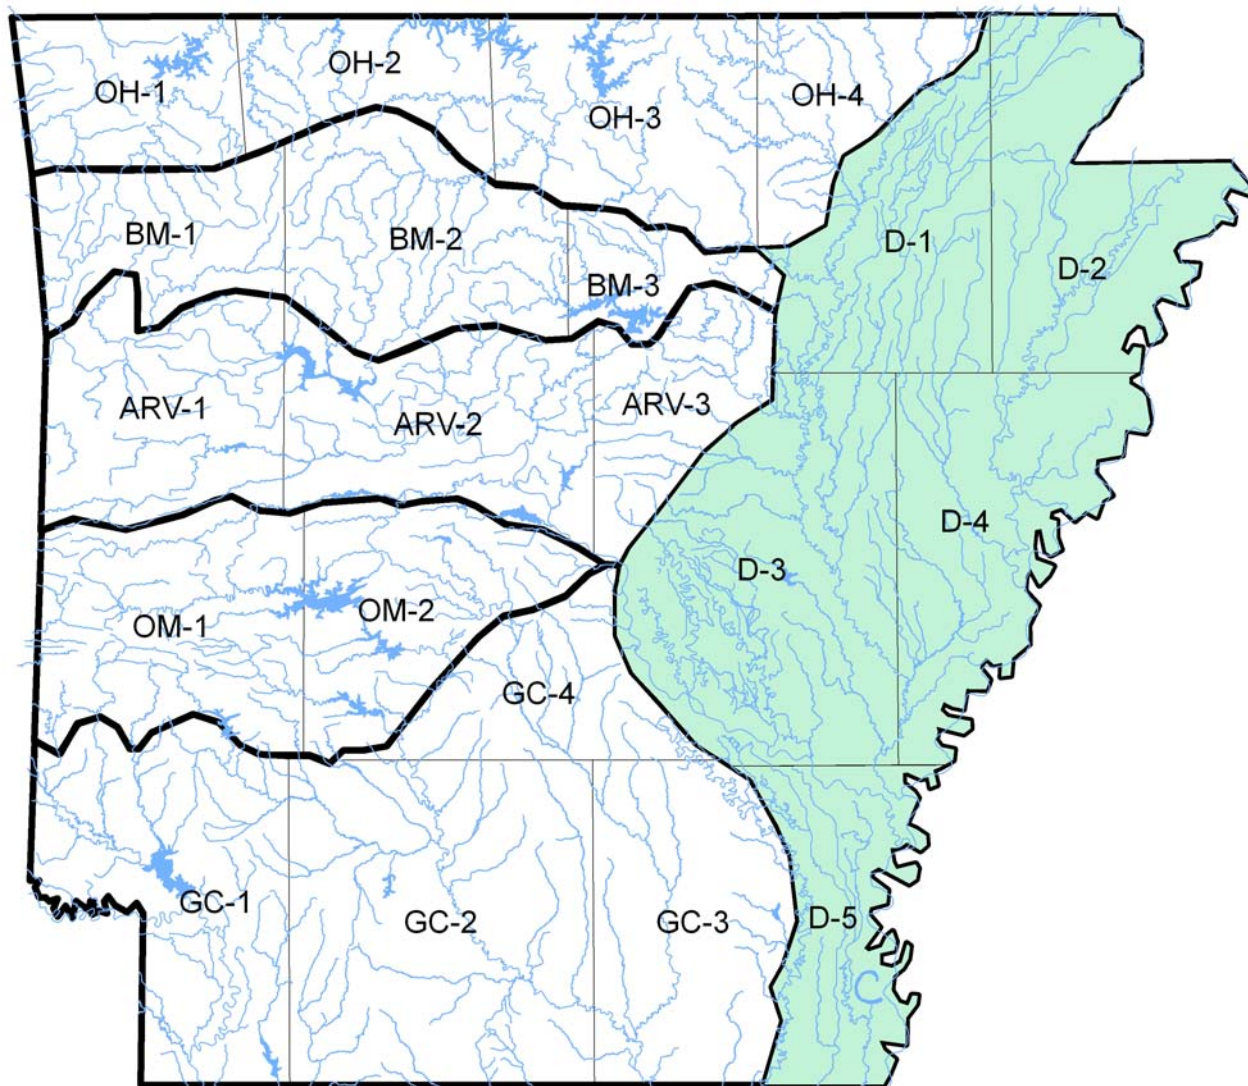 OH-1
OH-2
OH-3
OH-4
BM-1
BM-2
BM-3
D-1
D-2
ARV-1
ARV-2
ARV-3
OM-1
OM-2
D-3
D-4
GC-4
GC-1
GC-2
GC-3
D-5